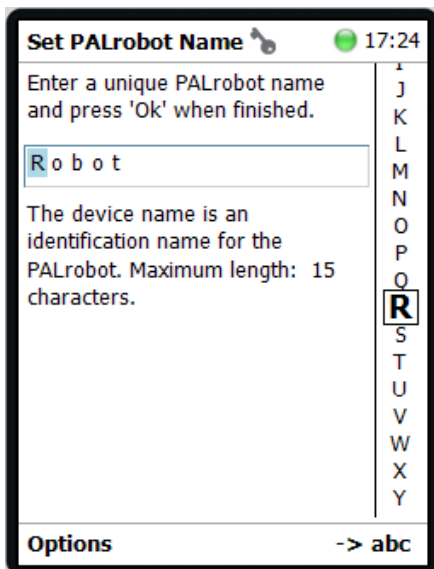 Set PALrobot Name 17:24
Enter a unique PALrobot name
and press 'Ok' when finished.
Robot
The device name is an
identification name for the
PALrobot. Maximum length: 15
characters.
J
K
L
M
N
O
P
Q
R
S
T
U
V
W
X
Y
Options -> abc